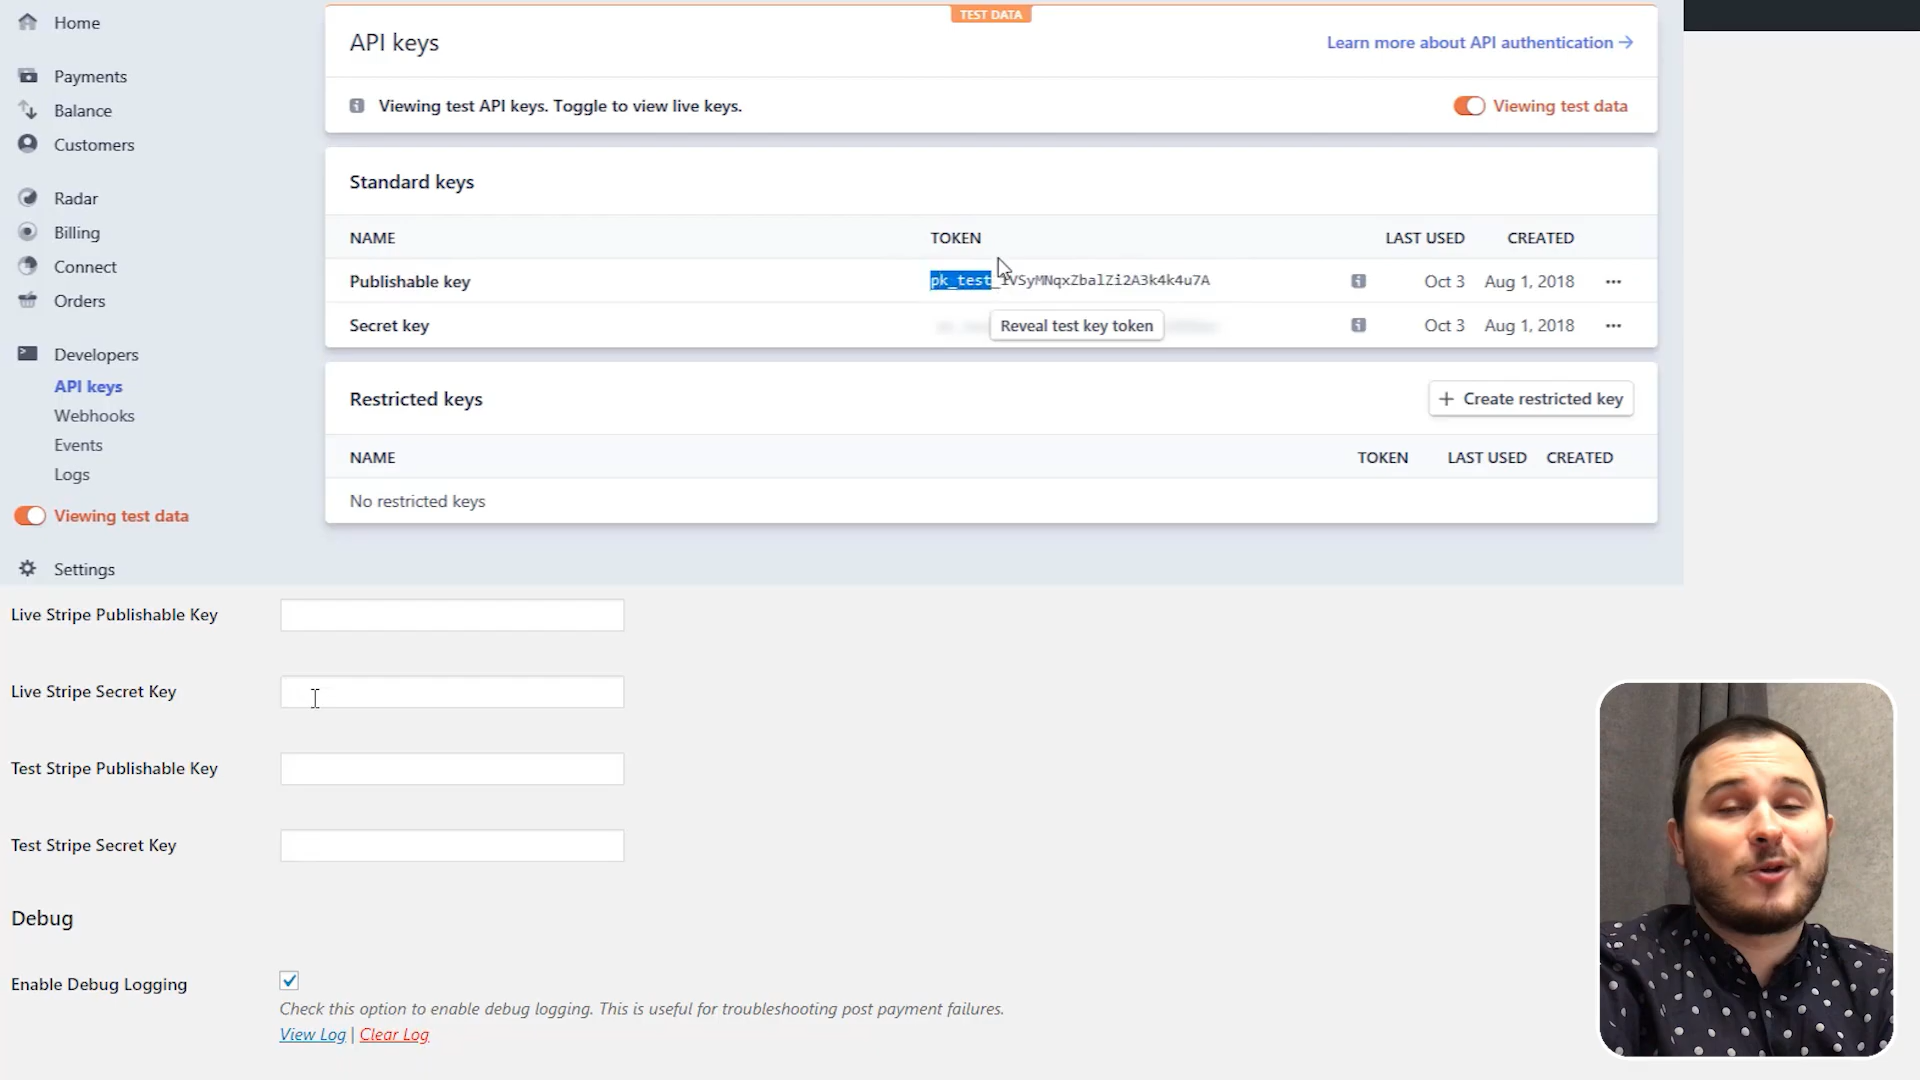 Home
Payments
Balance
Customers
Radar
Billing
Connect
Orders
Developers
API keys
Webhooks
Events
Logs
Viewing test data
Settings
TEST DATA
API keys
Learn more about API authentication →
Viewing test API keys. Toggle to view live keys.
Viewing test data
Standard keys
NAME TOKEN LAST USED CREATED
Publishable key pk_test_ Oct 3 Aug 1, 2018 ...
Secret key Reveal test key token Oct 3 Aug 1, 2018 ...
Restricted keys
+ Create restricted key
NAME TOKEN LAST USED CREATED
No restricted keys
Live Stripe Publishable Key
Live Stripe Secret Key
Test Stripe Publishable Key
Test Stripe Secret Key
Debug
Enable Debug Logging
Check this option to enable debug logging. This is useful for troubleshooting post payment failures.
View Log | Clear Log